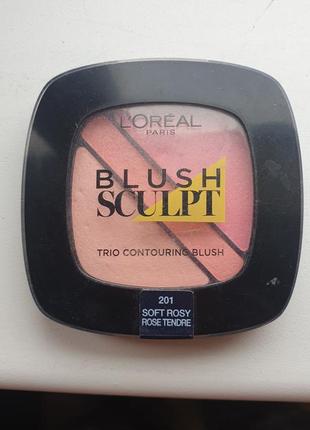 L'ORÉAL
PARIS
BLUSH
SCULPT
TRIO CONTOURING BLUSH
201
SOFT ROSY
ROSE TENDRE